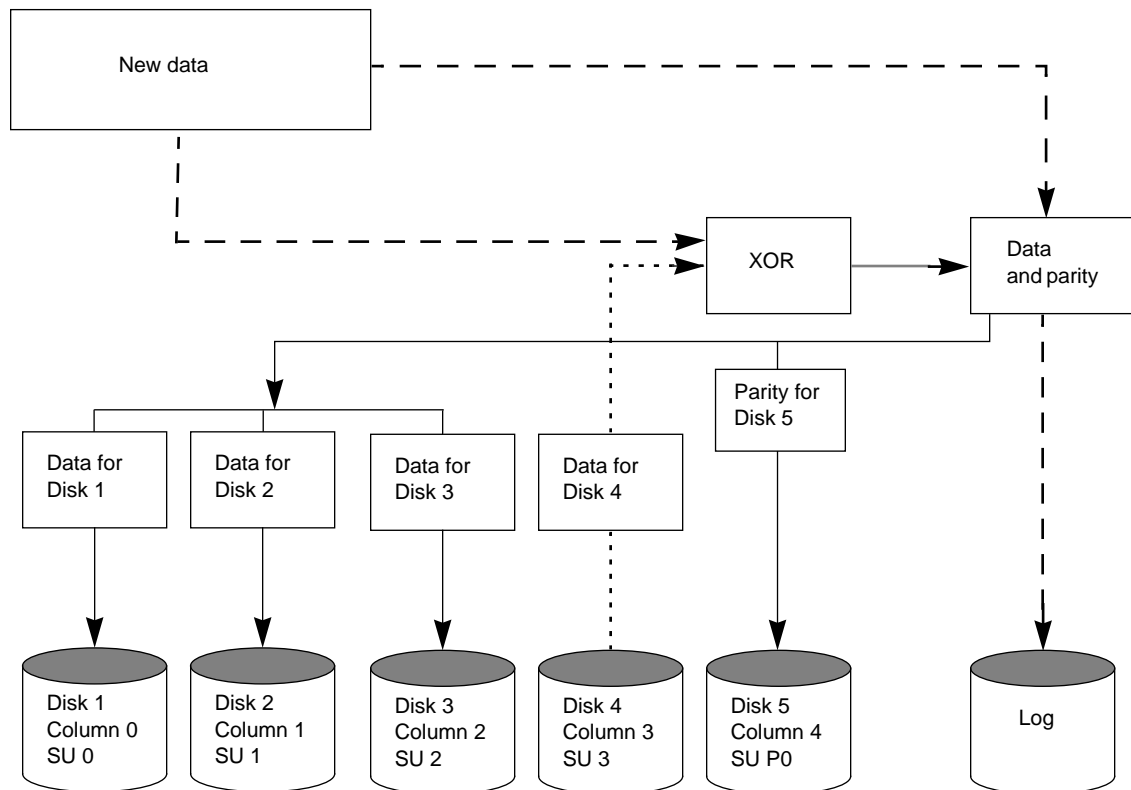 New data
XOR
Data
and parity
Parity for
Disk 5
Data for
Disk 1
Data for
Disk 2
Data for
Disk 3
Data for
Disk 4
Disk 1
Column 0
SU 0
Disk 2
Column 1
SU 1
Disk 3
Column 2
SU 2
Disk 4
Column 3
SU 3
Disk 5
Column 4
SU P0
Log